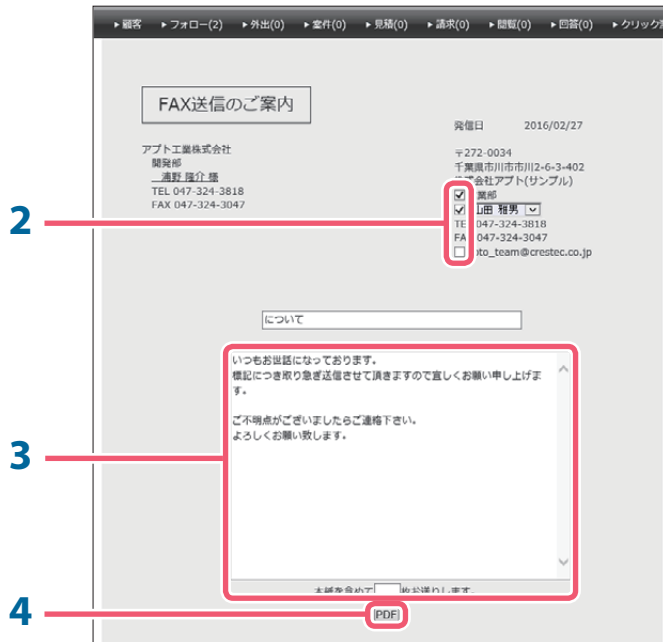 ▸顧客 ▸フォロー(2) ▸外出(0) ▸案件(0) ▸見積(0) ▸請求(0) ▸閲覧(0) ▸回答(0) ▸クリック
FAX送信のご案内
発信日 2016/02/27
アプト工業株式会社
開発部
浦野 隆介 様
TEL 047-324-3818
FAX 047-324-3047
〒272-0034
千葉県市川市市川2-6-3-402
会社アプト(サンプル)
業部
山田 雅男
TE 047-324-3818
FA 047-324-3047
oto_team@crestec.co.jp
2
について
いつもお世話になっております。
標記につき取り急ぎ送信させて頂きますので宜しくお願い申し上げま
す。
ご不明点がございましたらご連絡下さい。
よろしくお願い致します。
3
本紙を含めて 枚お送りします。
4
PDF